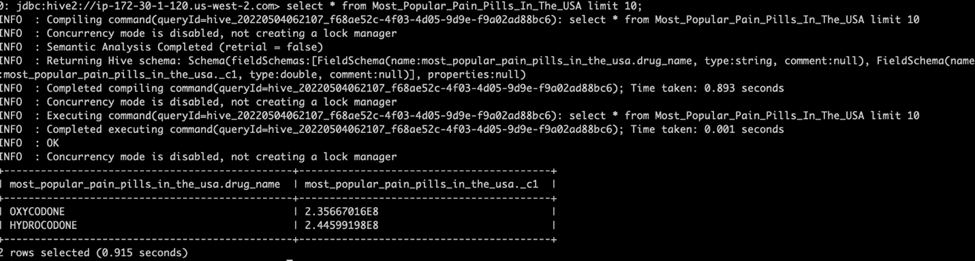 0: jdbc:hive2://ip-172-30-1-120.us-west-2.com> select * from Most_Popular_Pain_Pills_In_The_USA limit 10;
INFO : Compiling command(queryId=hive_20220504062107_f68ae52c-4f03-4d05-9d9e-f9a02ad88bc6): select * from Most_Popular_Pain_Pills_In_The_USA limit 10
INFO : Concurrency mode is disabled, not creating a lock manager
INFO : Semantic Analysis Completed (retrial = false)
INFO : Returning Hive schema: Schema(fieldSchemas:[FieldSchema(name:most_popular_pain_pills_in_the_usa.drug_name, type:string, comment:null), FieldSchema(name
:most_popular_pain_pills_in_the_usa._c1, type:double, comment:null)], properties:null)
INFO : Completed compiling command(queryId=hive_20220504062107_f68ae52c-4f03-4d05-9d9e-f9a02ad88bc6); Time taken: 0.893 seconds
INFO : Concurrency mode is disabled, not creating a lock manager
INFO : Executing command(queryId=hive_20220504062107_f68ae52c-4f03-4d05-9d9e-f9a02ad88bc6): select * from Most_Popular_Pain_Pills_In_The_USA limit 10
INFO : Completed executing command(queryId=hive_20220504062107_f68ae52c-4f03-4d05-9d9e-f9a02ad88bc6); Time taken: 0.001 seconds
INFO : OK
INFO : Concurrency mode is disabled, not creating a lock manager
| most_popular_pain_pills_in_the_usa.drug_name | most_popular_pain_pills_in_the_usa._c1 |
| OXYCODONE | 2.35667016E8 |
| HYDROCODONE | 2.44599198E8 |
2 rows selected (0.915 seconds)